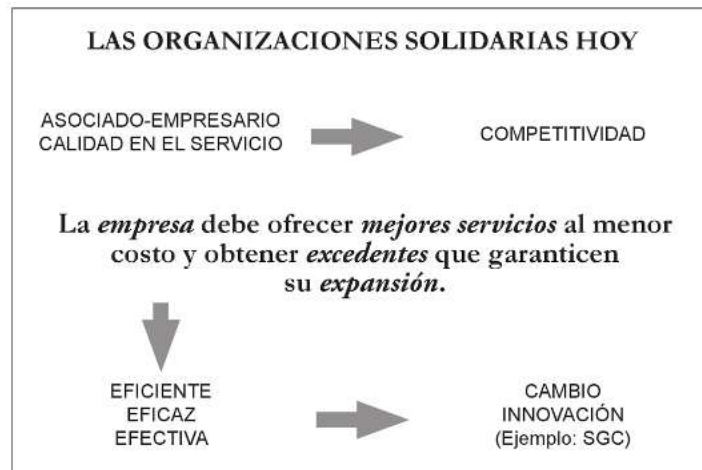 LAS ORGANIZACIONES SOLIDARIAS HOY
ASOCIADO-EMPRESARIO
CALIDAD EN EL SERVICIO
COMPETITIVIDAD
La empresa debe ofrecer mejores servicios al menor
costo y obtener excedentes que garanticen
su expansión.
EFICIENTE
EFICAZ
EFECTIVA
CAMBIO
INNOVACIÓN
(Ejemplo: SGC)